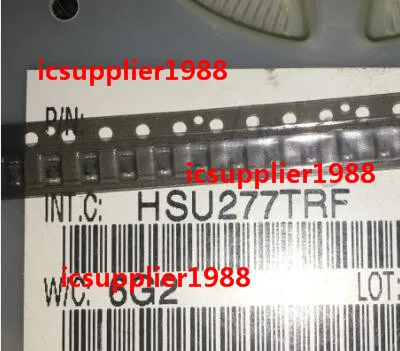 icsupplier1988
P/N:
icsupplier1988
INT.C: HSU277TRF
icsupplier1988
W/C: 6G2 LOT: